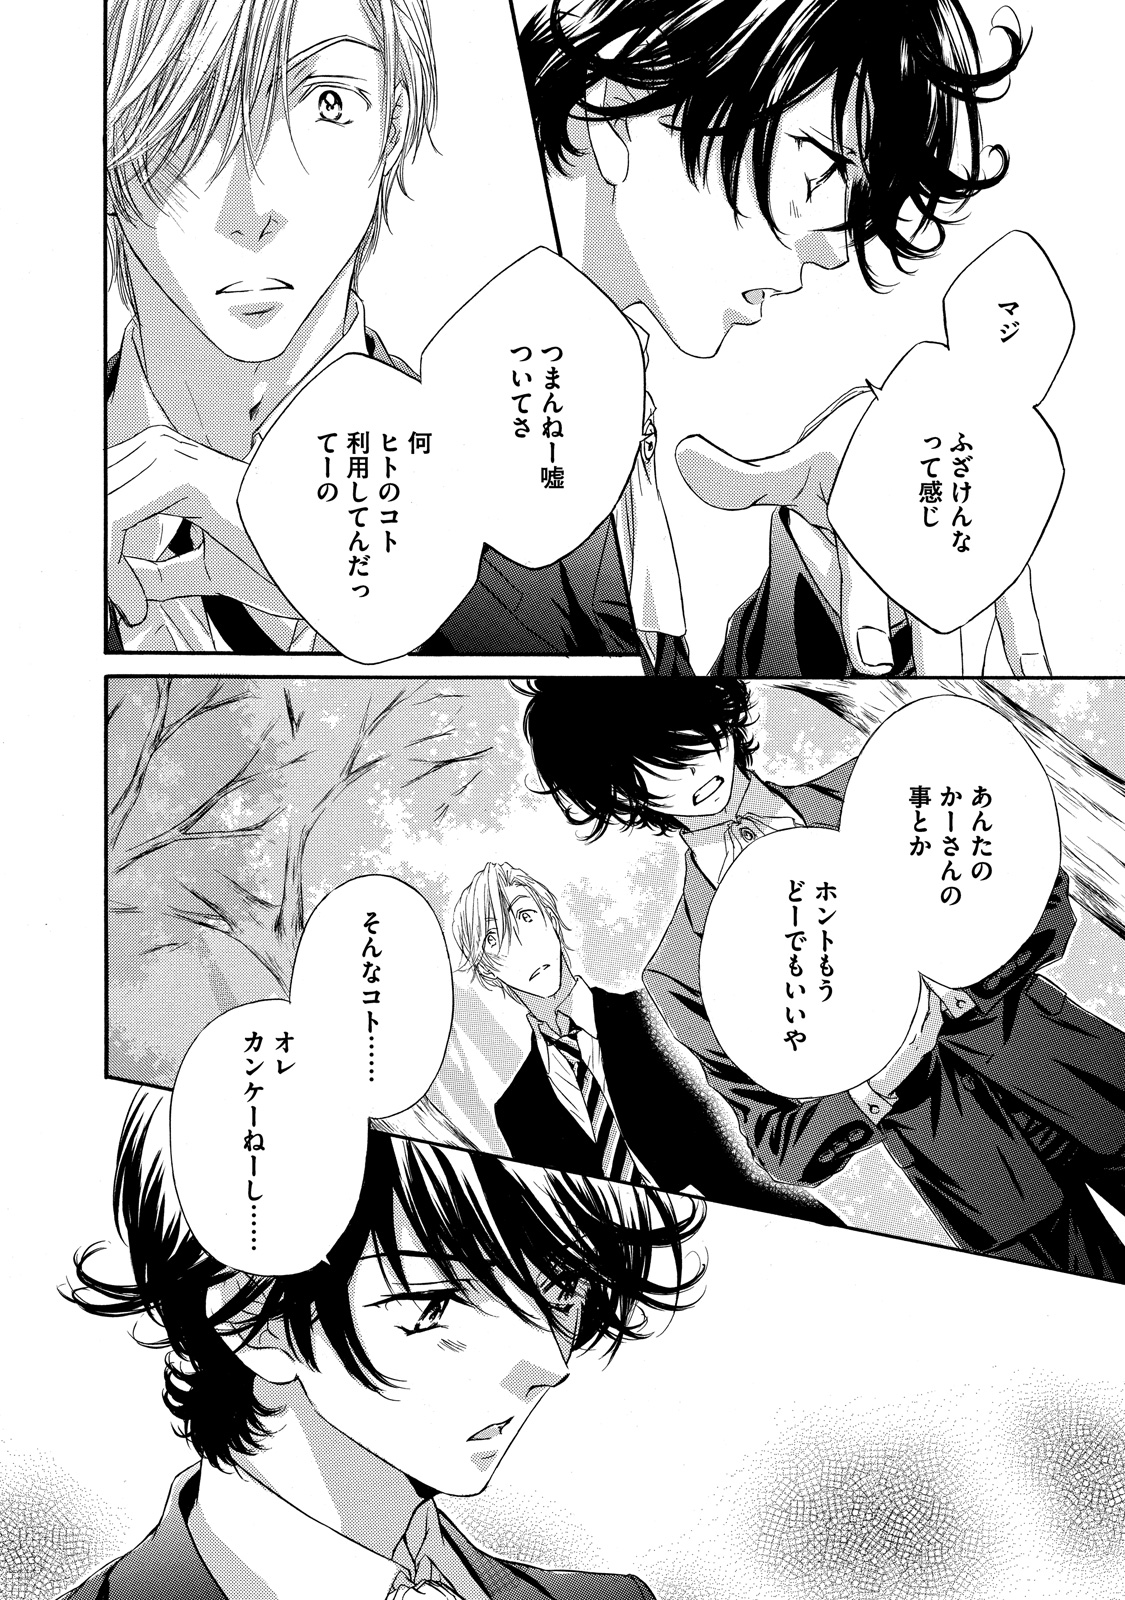 マジ
ふざけんな
って感じ
つまんねー嘘
ついてさ
何
ヒトのコト
利用してんだっ
てーの
あんたの
かーさんの
事とか
ホントもう
どーでもいいや
そんなコト……
オレ
カンケーねーし……